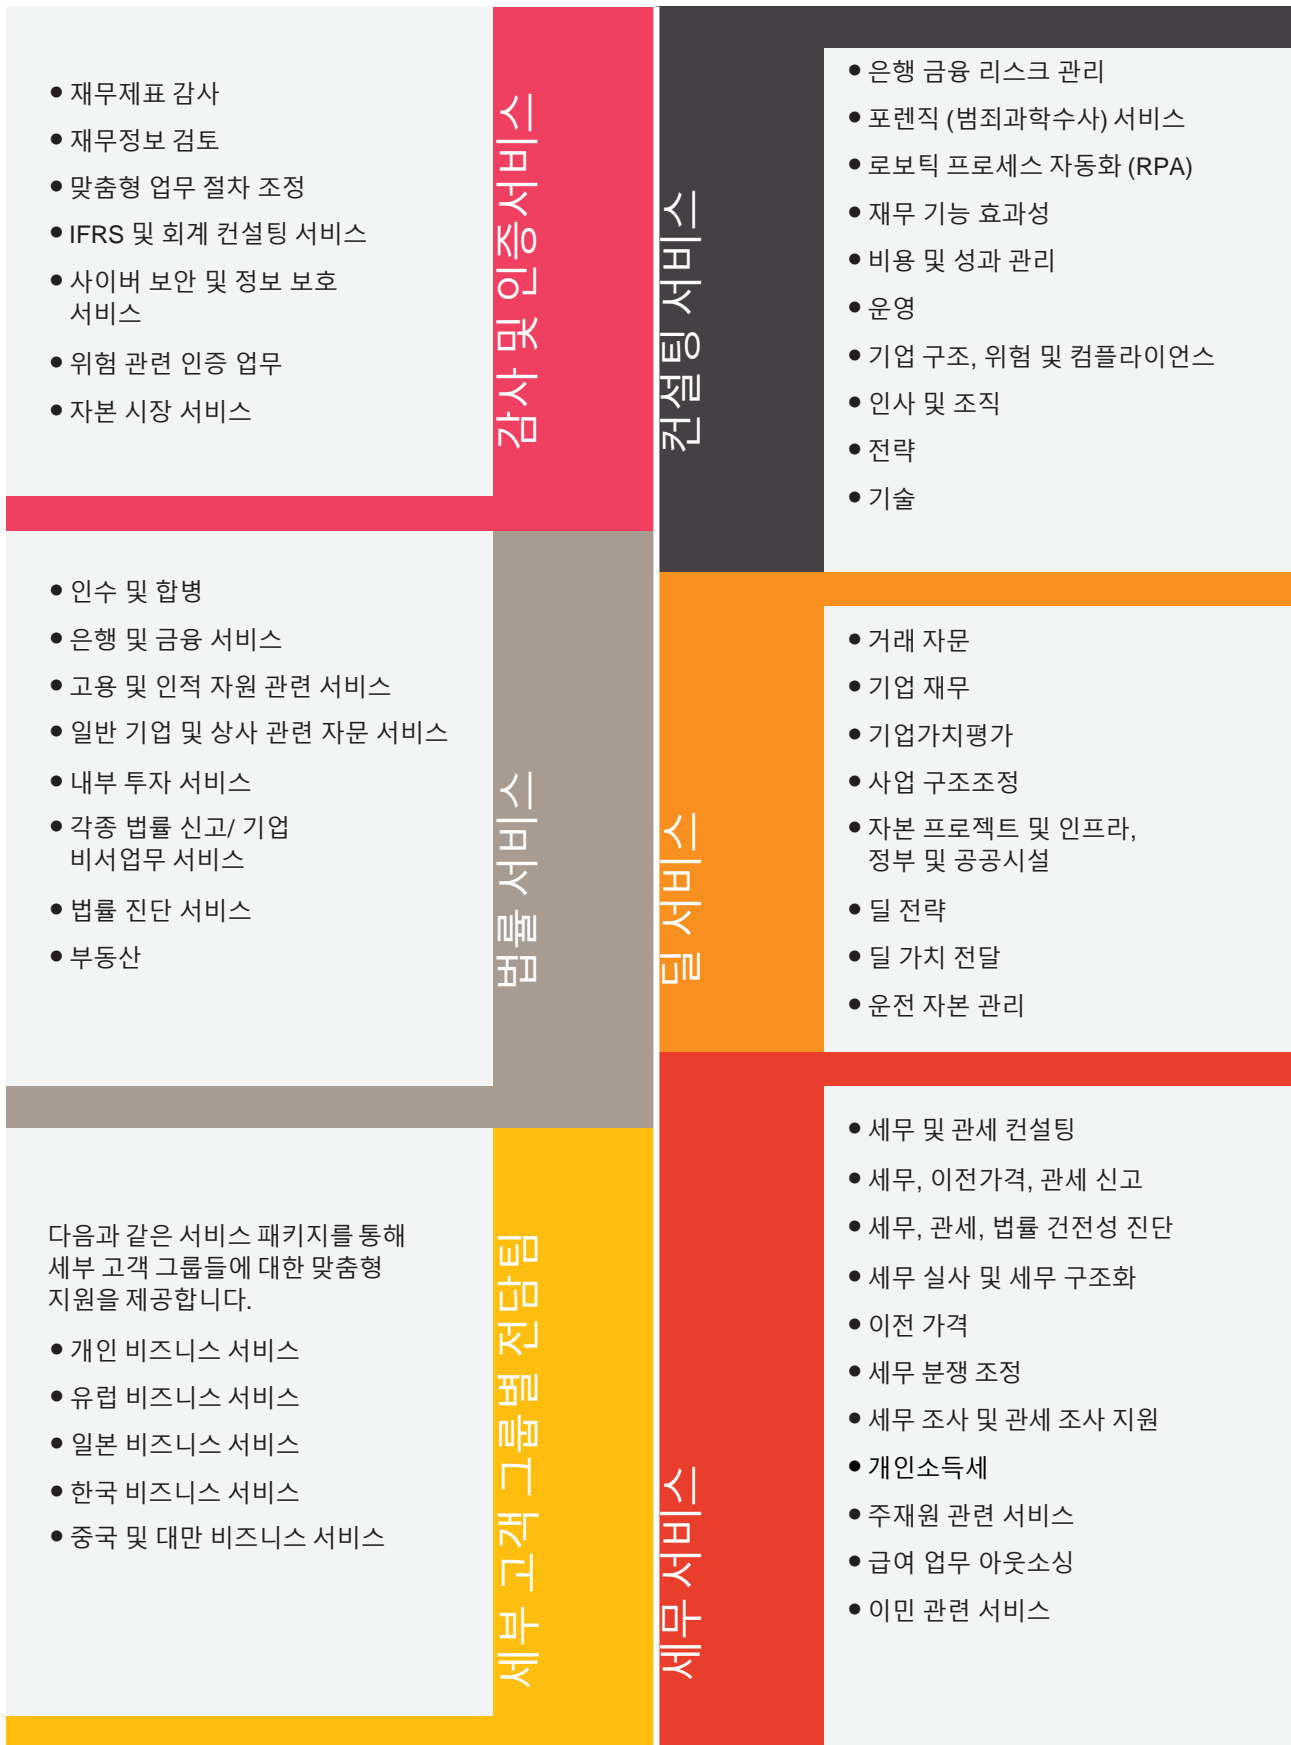 감사 및 인증서비스
● 재무제표 감사
● 재무정보 검토
● 맞춤형 업무 절차 조정
● IFRS 및 회계 컨설팅 서비스
● 사이버 보안 및 정보 보호
서비스
● 위험 관련 인증 업무
● 자본 시장 서비스
컨설팅 서비스
● 은행 금융 리스크 관리
● 포렌직 (범죄과학수사) 서비스
● 로보틱 프로세스 자동화 (RPA)
● 재무 기능 효과성
● 비용 및 성과 관리
● 운영
● 기업 구조, 위험 및 컴플라이언스
● 인사 및 조직
● 전략
● 기술
법률 서비스
● 인수 및 합병
● 은행 및 금융 서비스
● 고용 및 인적 자원 관련 서비스
● 일반 기업 및 상사 관련 자문 서비스
● 내부 투자 서비스
● 각종 법률 신고/ 기업
비서업무 서비스
● 법률 진단 서비스
● 부동산
딜 서비스
● 거래 자문
● 기업 재무
● 기업가치평가
● 사업 구조조정
● 자본 프로젝트 및 인프라,
정부 및 공공시설
● 딜 전략
● 딜 가치 전달
● 운전 자본 관리
세부 고객 그룹별 전담팀
다음과 같은 서비스 패키지를 통해
세부 고객 그룹들에 대한 맞춤형
지원을 제공합니다.
● 개인 비즈니스 서비스
● 유럽 비즈니스 서비스
● 일본 비즈니스 서비스
● 한국 비즈니스 서비스
● 중국 및 대만 비즈니스 서비스
세무 서비스
● 세무 및 관세 컨설팅
● 세무, 이전가격, 관세 신고
● 세무, 관세, 법률 건전성 진단
● 세무 실사 및 세무 구조화
● 이전 가격
● 세무 분쟁 조정
● 세무 조사 및 관세 조사 지원
● 개인소득세
● 주재원 관련 서비스
● 급여 업무 아웃소싱
● 이민 관련 서비스